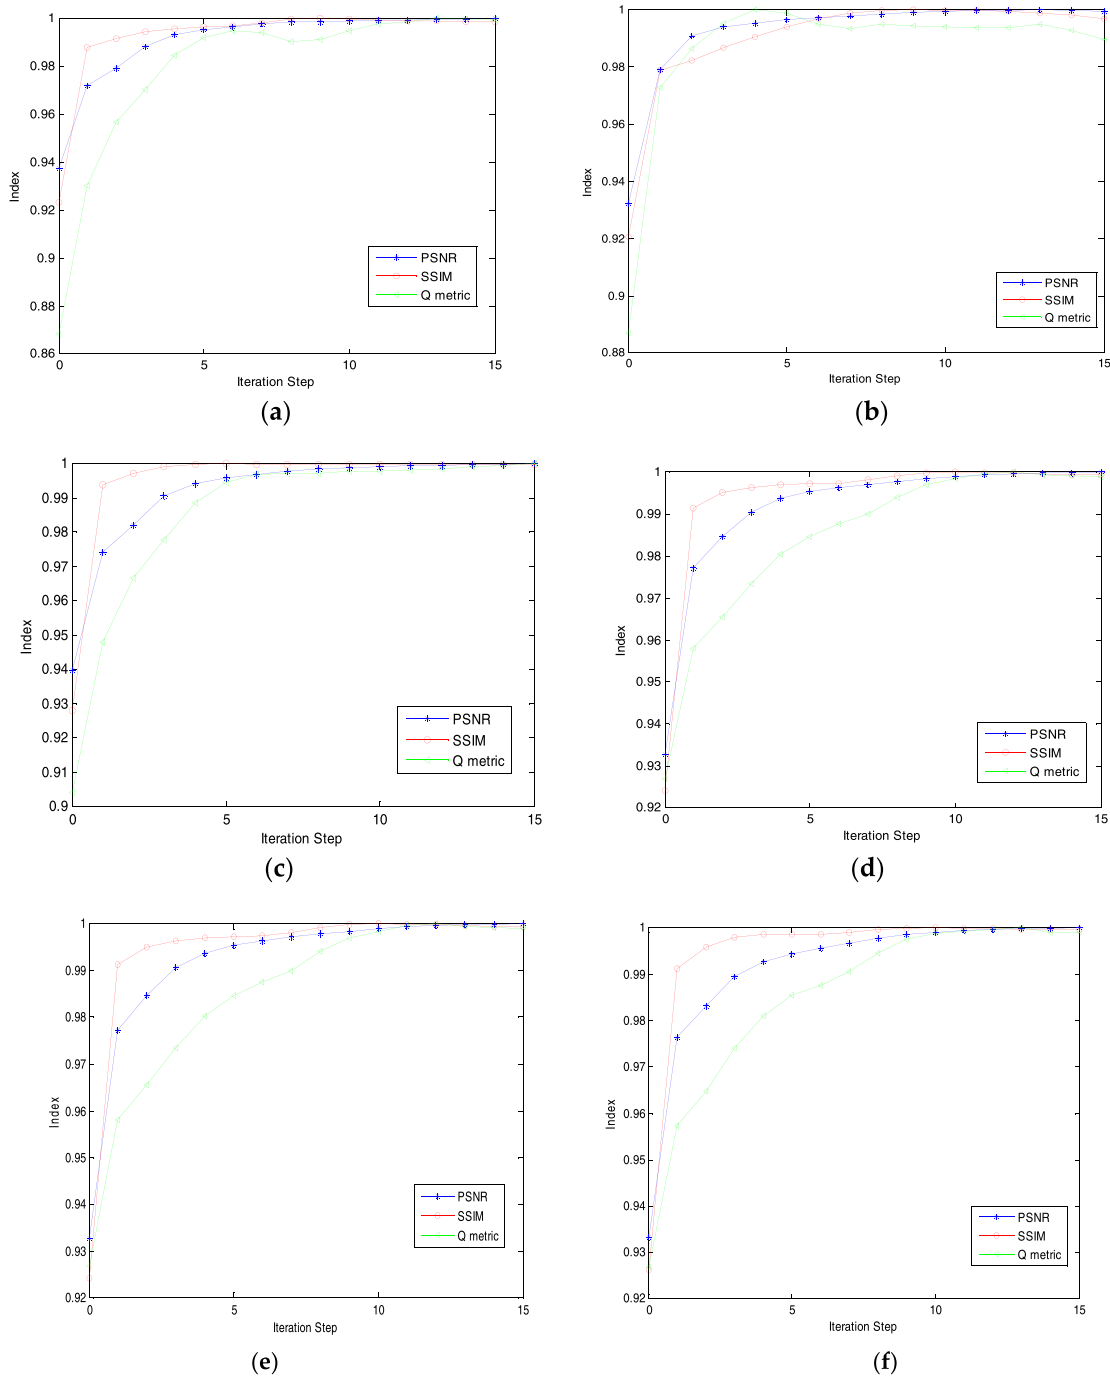 1
0.98
0.96
0.94
0.92
0.9
0.88
0.86
Index
0 5 10 15
Iteration Step
PSNR
SSIM
Q metric
(a)
1
0.98
0.96
0.94
0.92
0.9
0.88
Index
0 5 10 15
Iteration Step
PSNR
SSIM
Q metric
(b)
1
0.99
0.98
0.97
0.96
0.95
0.94
0.93
0.92
0.91
0.9
Index
0 5 10 15
Iteration Step
PSNR
SSIM
Q metric
(c)
1
0.99
0.98
0.97
0.96
0.95
0.94
0.93
0.92
Index
0 5 10 15
Iteration Step
PSNR
SSIM
Q metric
(d)
1
0.99
0.98
0.97
0.96
0.95
0.94
0.93
0.92
Index
0 5 10 15
Iteration Step
PSNR
SSIM
Q metric
(e)
1
0.99
0.98
0.97
0.96
0.95
0.94
0.93
0.92
Index
0 5 10 15
Iteration Step
PSNR
SSIM
Q metric
(f)